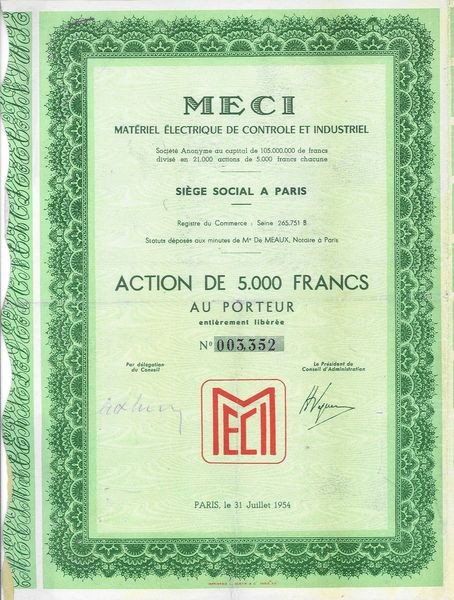 MECI
MATÉRIEL ÉLECTRIQUE DE CONTROLE ET INDUSTRIEL
Société Anonyme au capital de 105.000.000 de francs
divisé en 21.000 actions de 5.000 francs chacune
SIÈGE SOCIAL A PARIS
Registre du Commerce : Seine 265.751 B
Statuts déposés aux minutes de Me De MEAUX, Notaire à Paris
ACTION DE 5.000 FRANCS
AU PORTEUR
entièrement libérée
No 003.352
Par délégation
du Conseil
Le Président du
Conseil d'Administration
MECI
PARIS, le 31 Juillet 1954